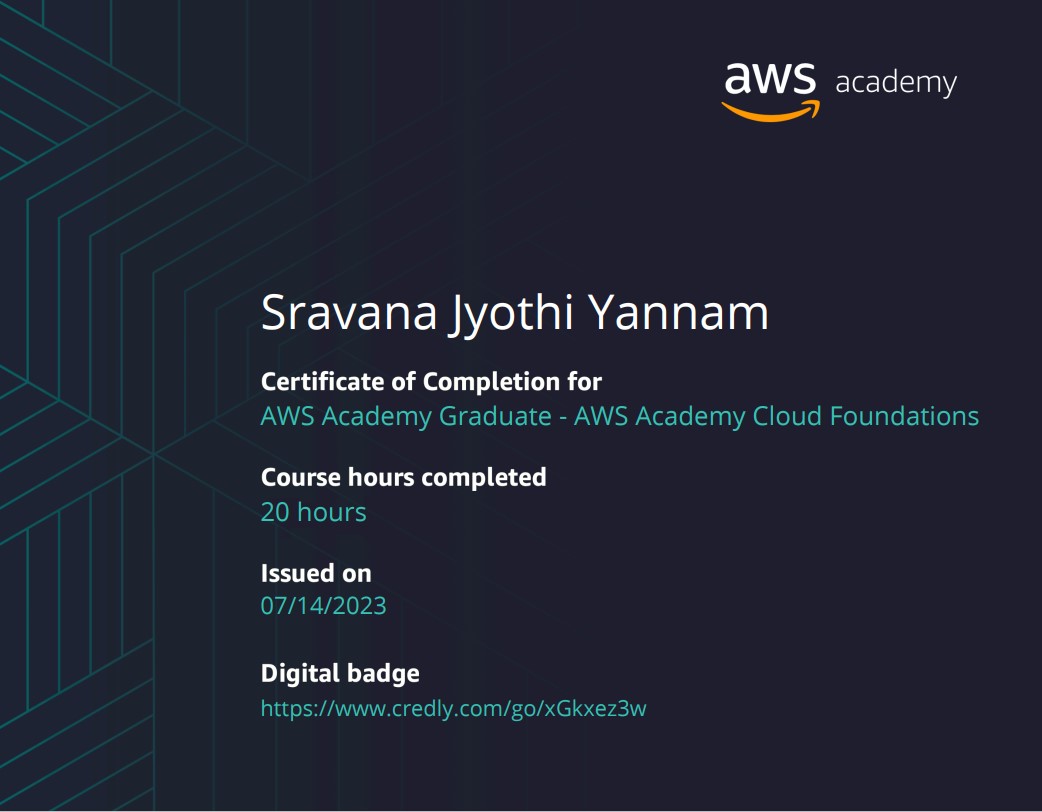 aws academy
Sravana Jyothi Yannam
Certificate of Completion for
AWS Academy Graduate - AWS Academy Cloud Foundations
Course hours completed
20 hours
Issued on
07/14/2023
Digital badge
https://www.credly.com/go/xGkxez3w